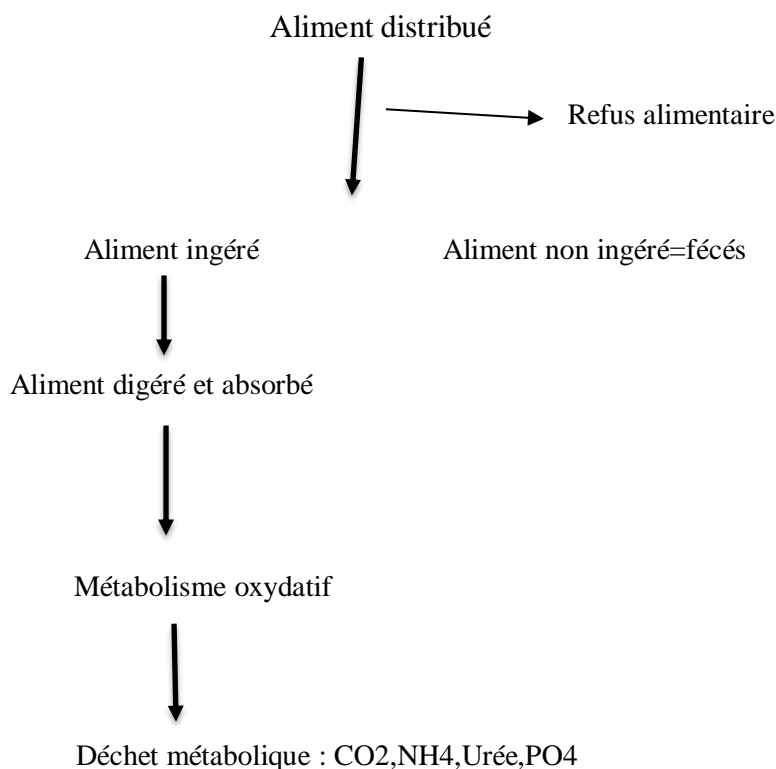 Aliment distribué
Refus alimentaire
Aliment ingéré
Aliment non ingéré=fécés
Aliment digéré et absorbé
Métabolisme oxydatif
Déchet métabolique : CO2,NH4,Urée,PO4